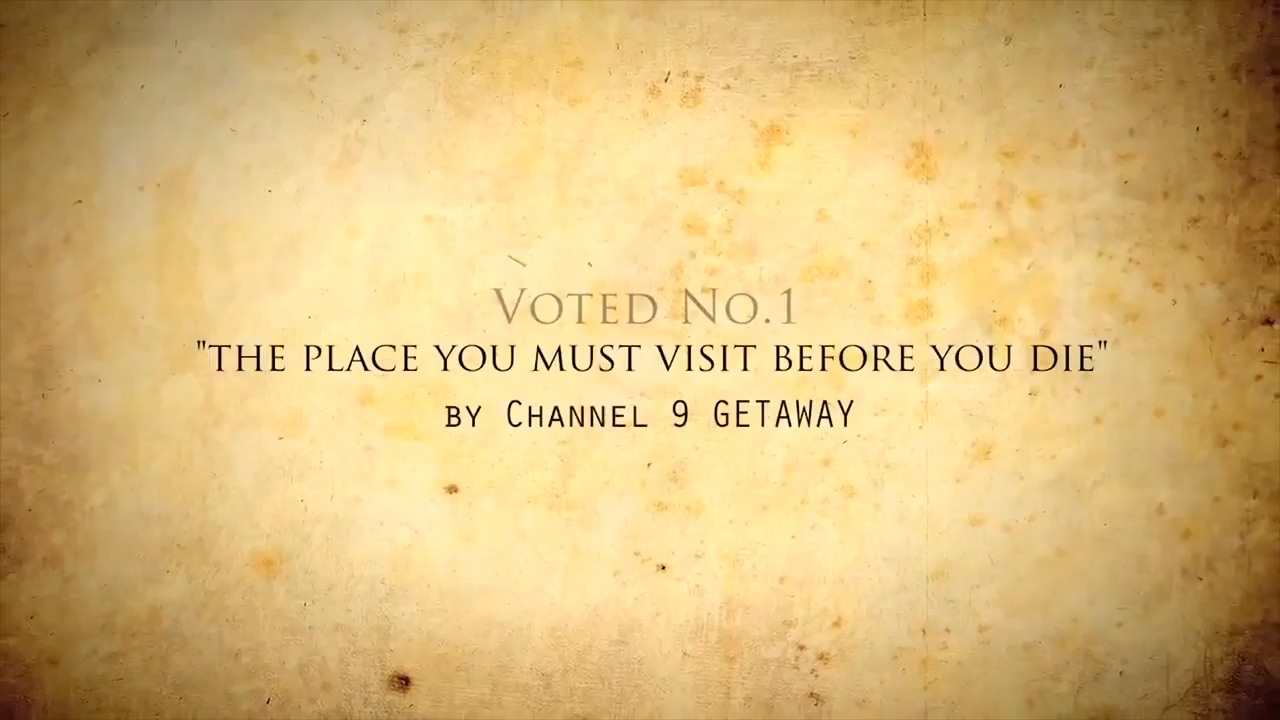 Voted No.1
"THE PLACE YOU MUST VISIT BEFORE YOU DIE"
BY CHANNEL 9 GETAWAY